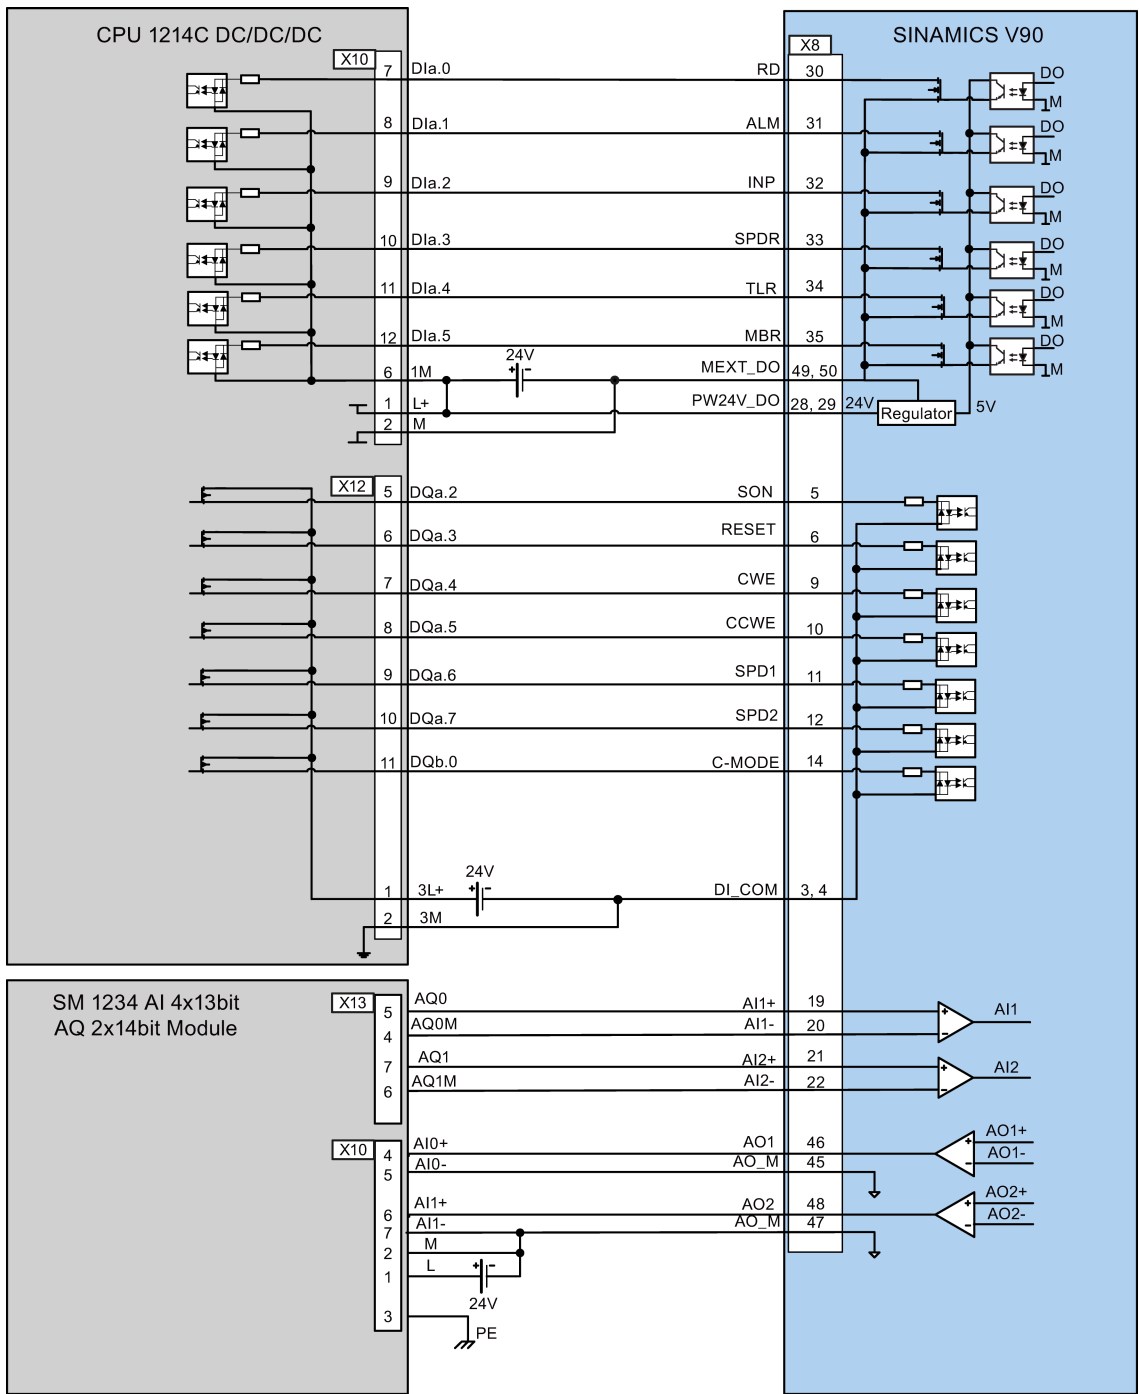 CPU 1214C DC/DC/DC
SINAMICS V90
X10
X8
7 DIa.0 RD 30 DO
M
8 DIa.1 ALM 31 DO
M
9 DIa.2 INP 32 DO
M
10 DIa.3 SPDR 33 DO
M
11 DIa.4 TLR 34 DO
M
12 DIa.5 MBR 35 DO
M
24V
+ -
6 1M MEXT_DO 49, 50
1 L+ PW24V_DO 28, 29 24V Regulator 5V
2 M
X12
5 DQa.2 SON 5
6 DQa.3 RESET 6
7 DQa.4 CWE 9
8 DQa.5 CCWE 10
9 DQa.6 SPD1 11
10 DQa.7 SPD2 12
11 DQb.0 C-MODE 14
24V
+ -
1 3L+ DI_COM 3, 4
2 3M
SM 1234 AI 4x13bit
AQ 2x14bit Module
X13
5 AQ0 AI1+ 19 + AI1
4 AQ0M AI1- 20 -
7 AQ1 AI2+ 21 + AI2
6 AQ1M AI2- 22 -
X10
4 AI0+ AO1 46 + AO1+
5 AI0- AO_M 45 - AO1-
6 AI1+ AO2 48 + AO2+
7 AI1- AO_M 47 - AO2-
2 M
1 L + -
24V
3
PE